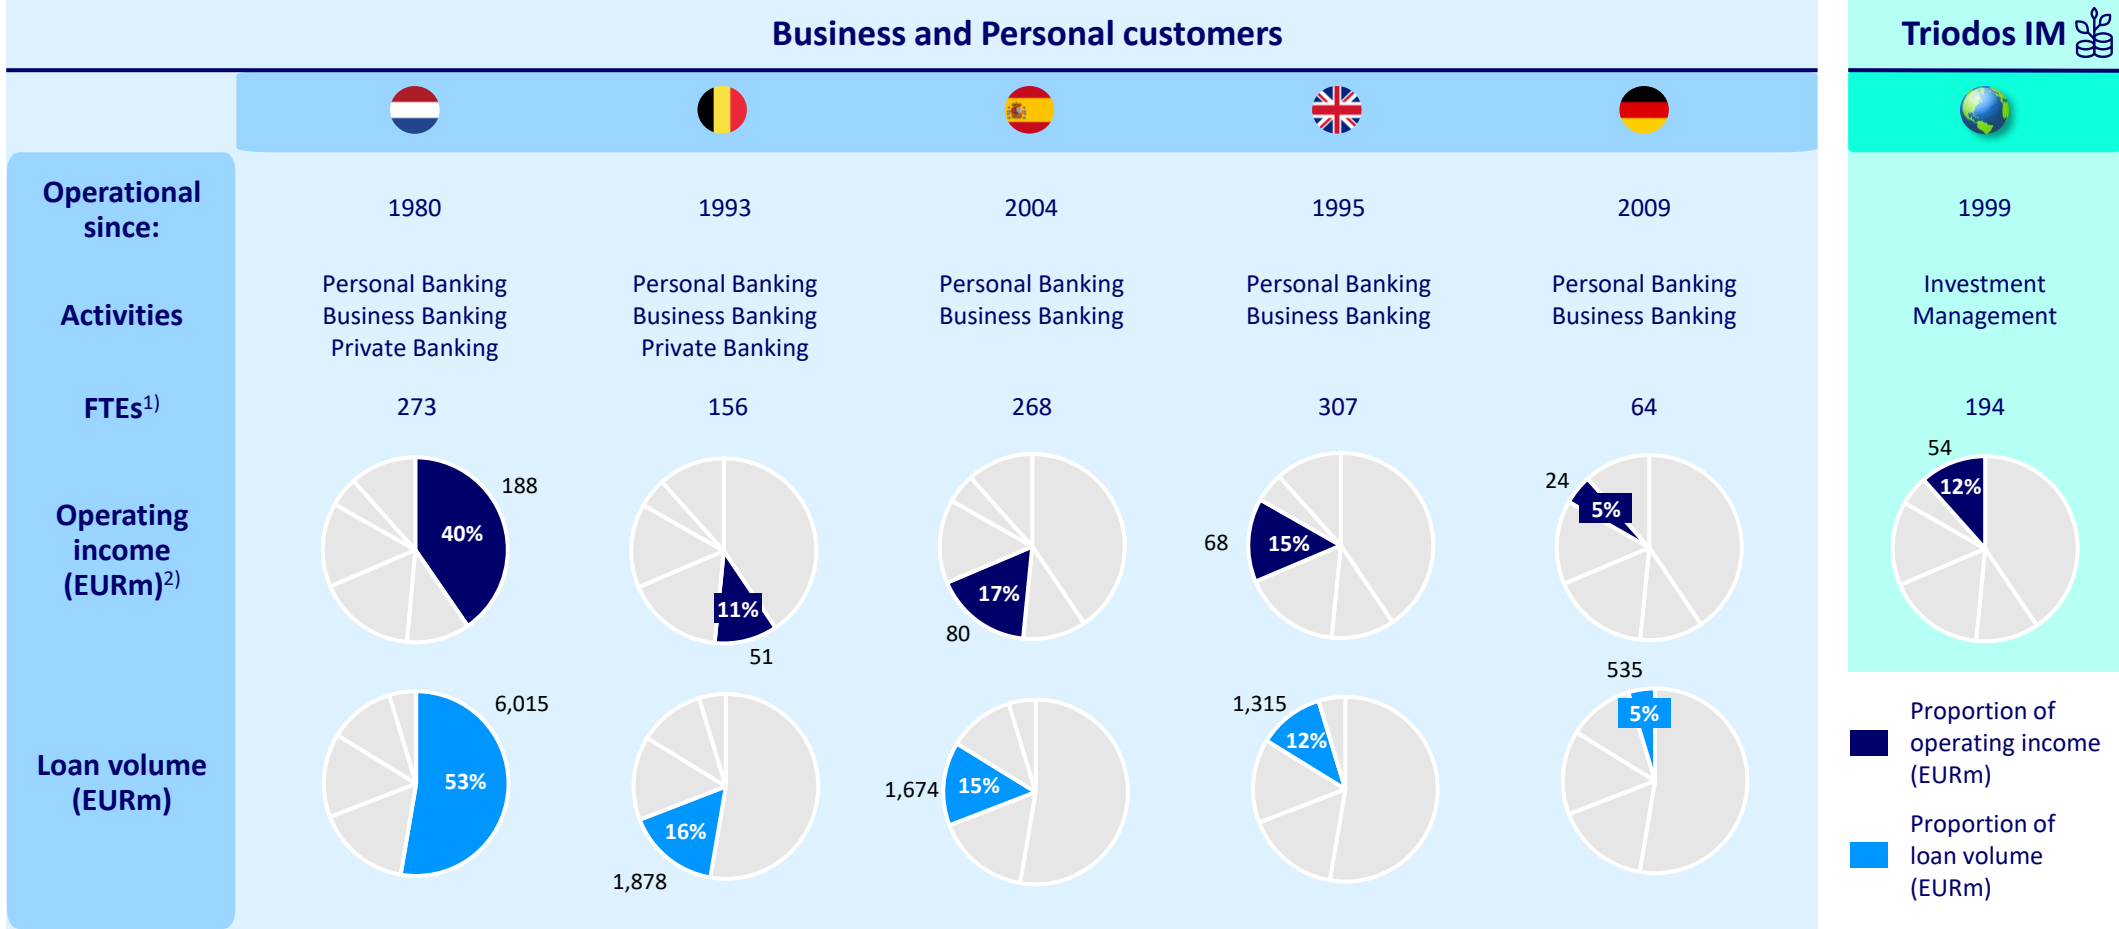 Business and Personal customers
Triodos IM
Operational
since:
1980
1993
2004
1995
2009
1999
Activities
Personal Banking
Business Banking
Private Banking
Personal Banking
Business Banking
Private Banking
Personal Banking
Business Banking
Personal Banking
Business Banking
Personal Banking
Business Banking
Investment
Management
FTEs1)
273
156
268
307
64
194
Operating
income
(EURm)2)
188
40%
11%
51
17%
80
68
15%
24
5%
54
12%
Loan volume
(EURm)
6,015
53%
16%
1,878
1,674
15%
1,315
12%
535
5%
Proportion of
operating income
(EURm)
Proportion of
loan volume
(EURm)